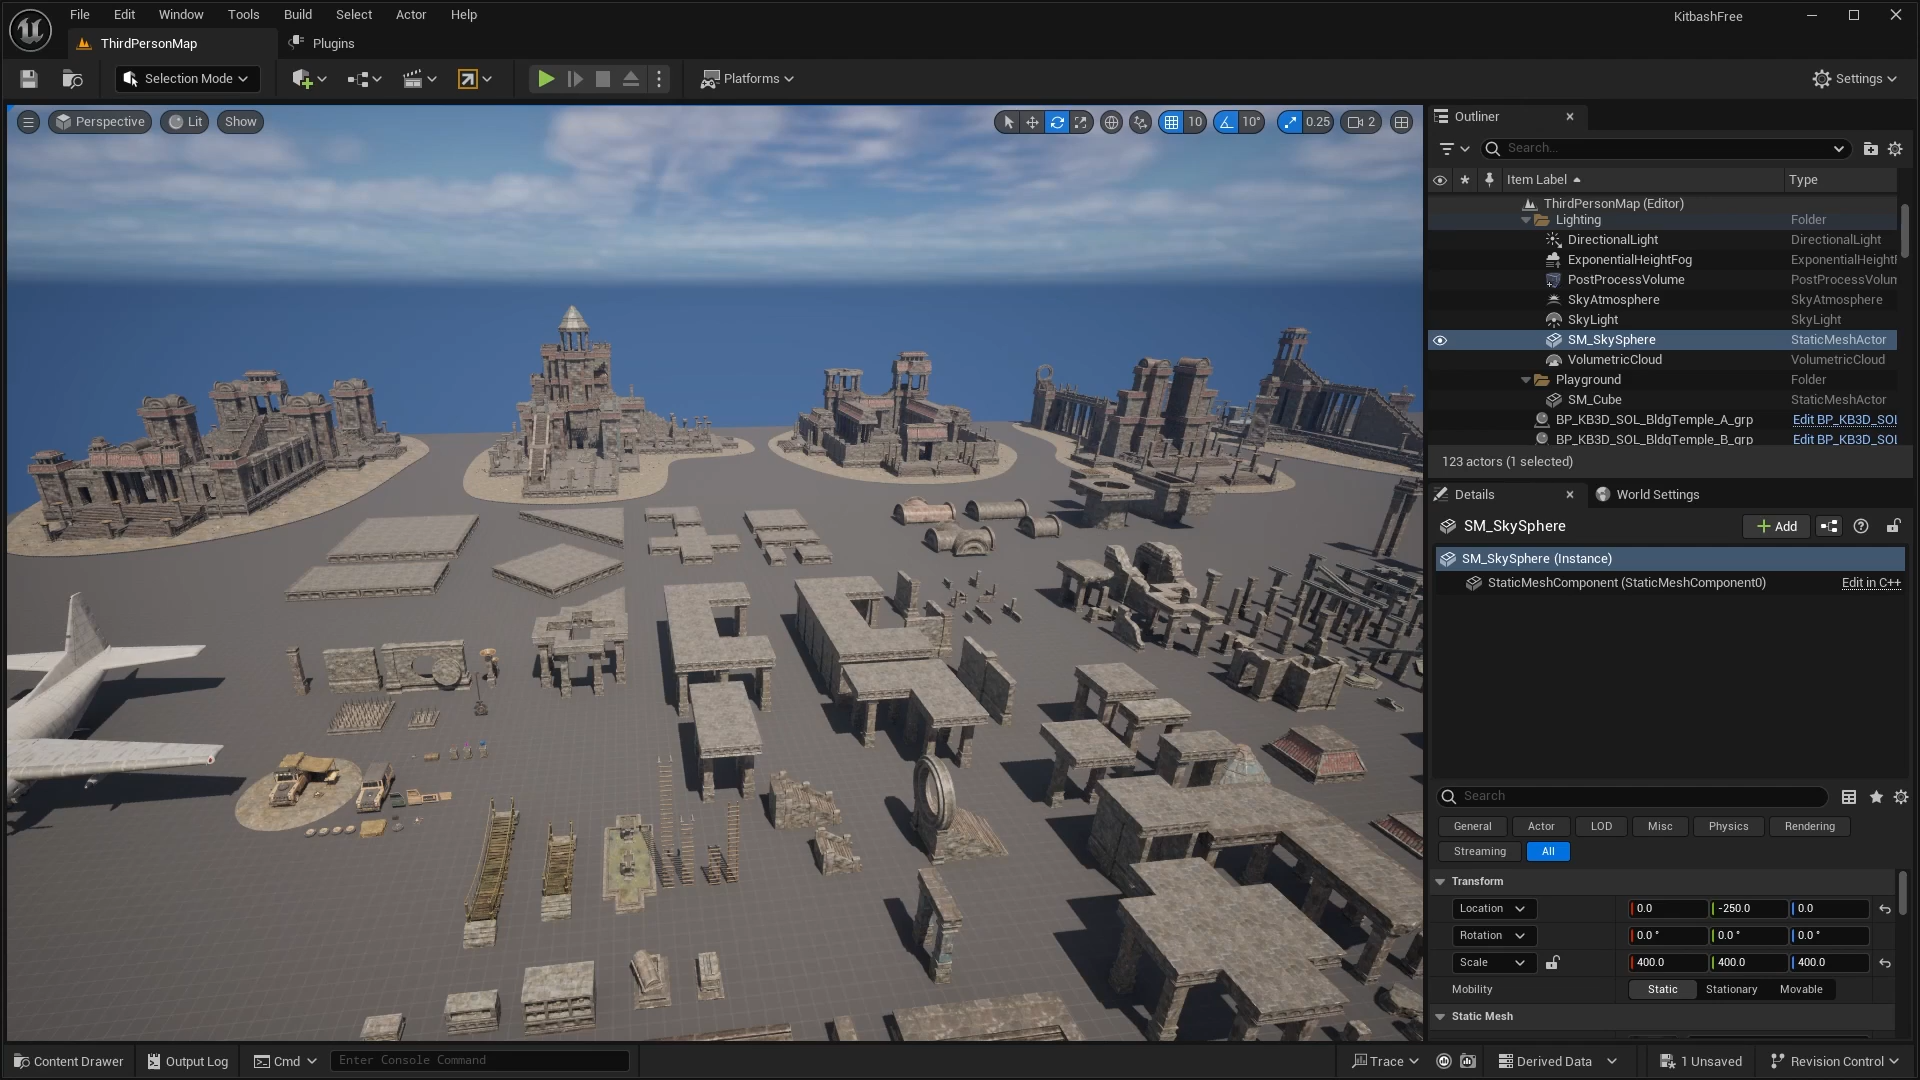 File Edit Window Tools Build Select Actor Help
KitbashFree
ThirdPersonMap
Plugins
Selection Mode
Platforms
Settings
Perspective
Lit
Show
10
10°
0.25
2
Outliner
Search...
Item Label
Type
ThirdPersonMap (Editor)
Lighting Folder
DirectionalLight DirectionalLight
ExponentialHeightFog ExponentialHeightF
PostProcessVolume PostProcessVolum
SkyAtmosphere SkyAtmosphere
SkyLight SkyLight
SM_SkySphere StaticMeshActor
VolumetricCloud VolumetricCloud
Playground Folder
SM_Cube StaticMeshActor
BP_KB3D_SOL_BldgTemple_A_grp Edit BP_KB3D_SOL
BP_KB3D_SOL_BldgTemple_B_grp Edit BP_KB3D_SOL
123 actors (1 selected)
Details
World Settings
SM_SkySphere
Add
SM_SkySphere (Instance)
StaticMeshComponent (StaticMeshComponent0) Edit in C++
Search
General Actor LOD Misc Physics Rendering
Streaming All
Transform
Location 0.0 -250.0 0.0
Rotation 0.0 ° 0.0 ° 0.0 °
Scale 400.0 400.0 400.0
Mobility Static Stationary Movable
Static Mesh
Content Drawer
Output Log
Cmd
Enter Console Command
Trace
Derived Data
1 Unsaved
Revision Control